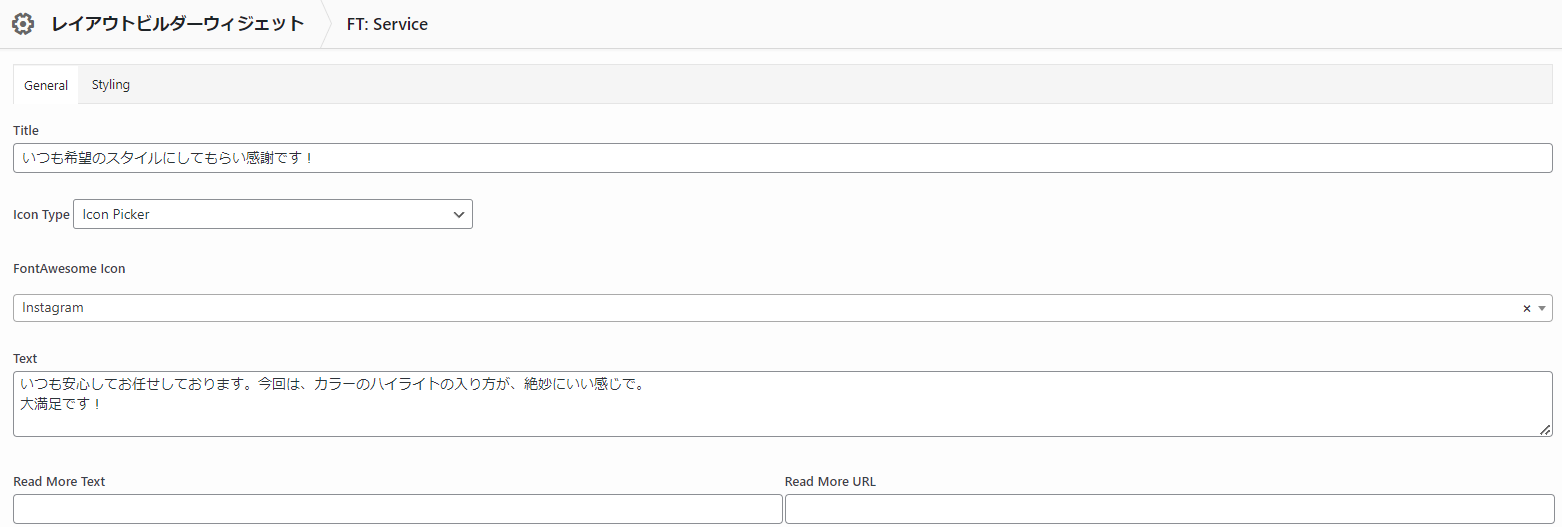 レイアウトビルダーウィジェット FT: Service
General Styling
Title
いつも希望のスタイルにしてもらい感謝です！
Icon Type Icon Picker
FontAwesome Icon
Instagram × 
Text
いつも安心してお任せしております。今回は、カラーのハイライトの入り方が、絶妙にいい感じで。
大満足です！
Read More Text Read More URL